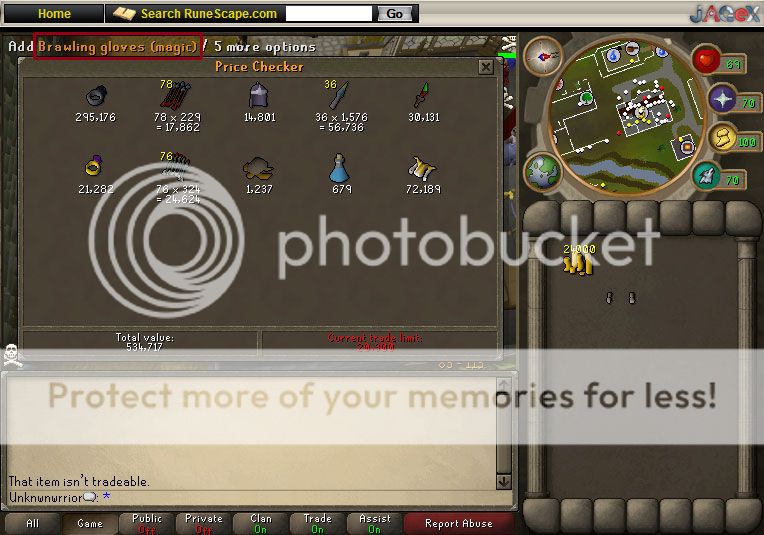 Home Search RuneScape.com Go JAGeX
Add Brawling gloves (magic) / 5 more options
Price Checker
78 36
295,176 78 x 229 14,801 36 x 1,576 30,131
= 17,862 = 56,736
76
21,282 76 x 324 1,237 679 72,189
= 24,624
photobucket
Total value: Current trade limit:
534,717
Protect more of your memories for less!
69
70
100
70
24000
That item isn't tradeable.
Unknwnwrrior: *
All Game Public Private Clan Trade Assist Report Abuse
Off Off On On On